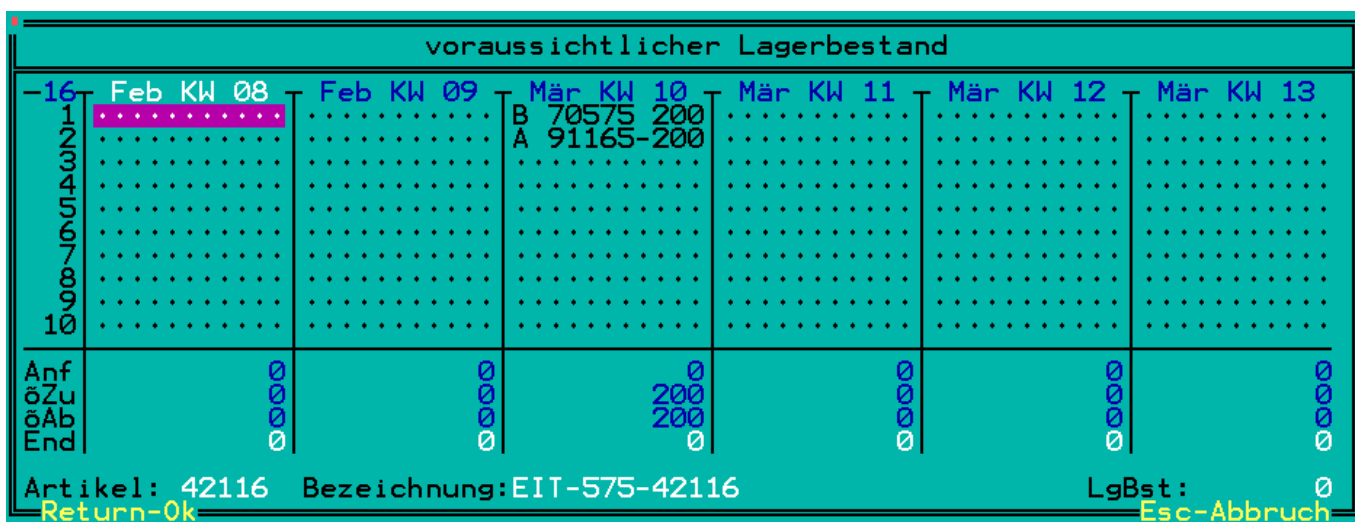 voraussichtlicher Lagerbestand
-16 Feb KW 08 Feb KW 09 Mär KW 10 Mär KW 11 Mär KW 12 Mär KW 13
1 ........... ........... B 70575 200 ........... ........... ...........
2 ........... ........... A 91165-200 ........... ........... ...........
3 ........... ........... ........... ........... ........... ...........
4 ........... ........... ........... ........... ........... ...........
5 ........... ........... ........... ........... ........... ...........
6 ........... ........... ........... ........... ........... ...........
7 ........... ........... ........... ........... ........... ...........
8 ........... ........... ........... ........... ........... ...........
9 ........... ........... ........... ........... ........... ...........
10 ........... ........... ........... ........... ........... ...........
Anf 0 0 0 0 0 0
õZu 0 0 200 0 0 0
õAb 0 0 200 0 0 0
End 0 0 0 0 0 0
Artikel: 42116 Bezeichnung:EIT-575-42116 LgBst: 0
Return-Ok Esc-Abbruch